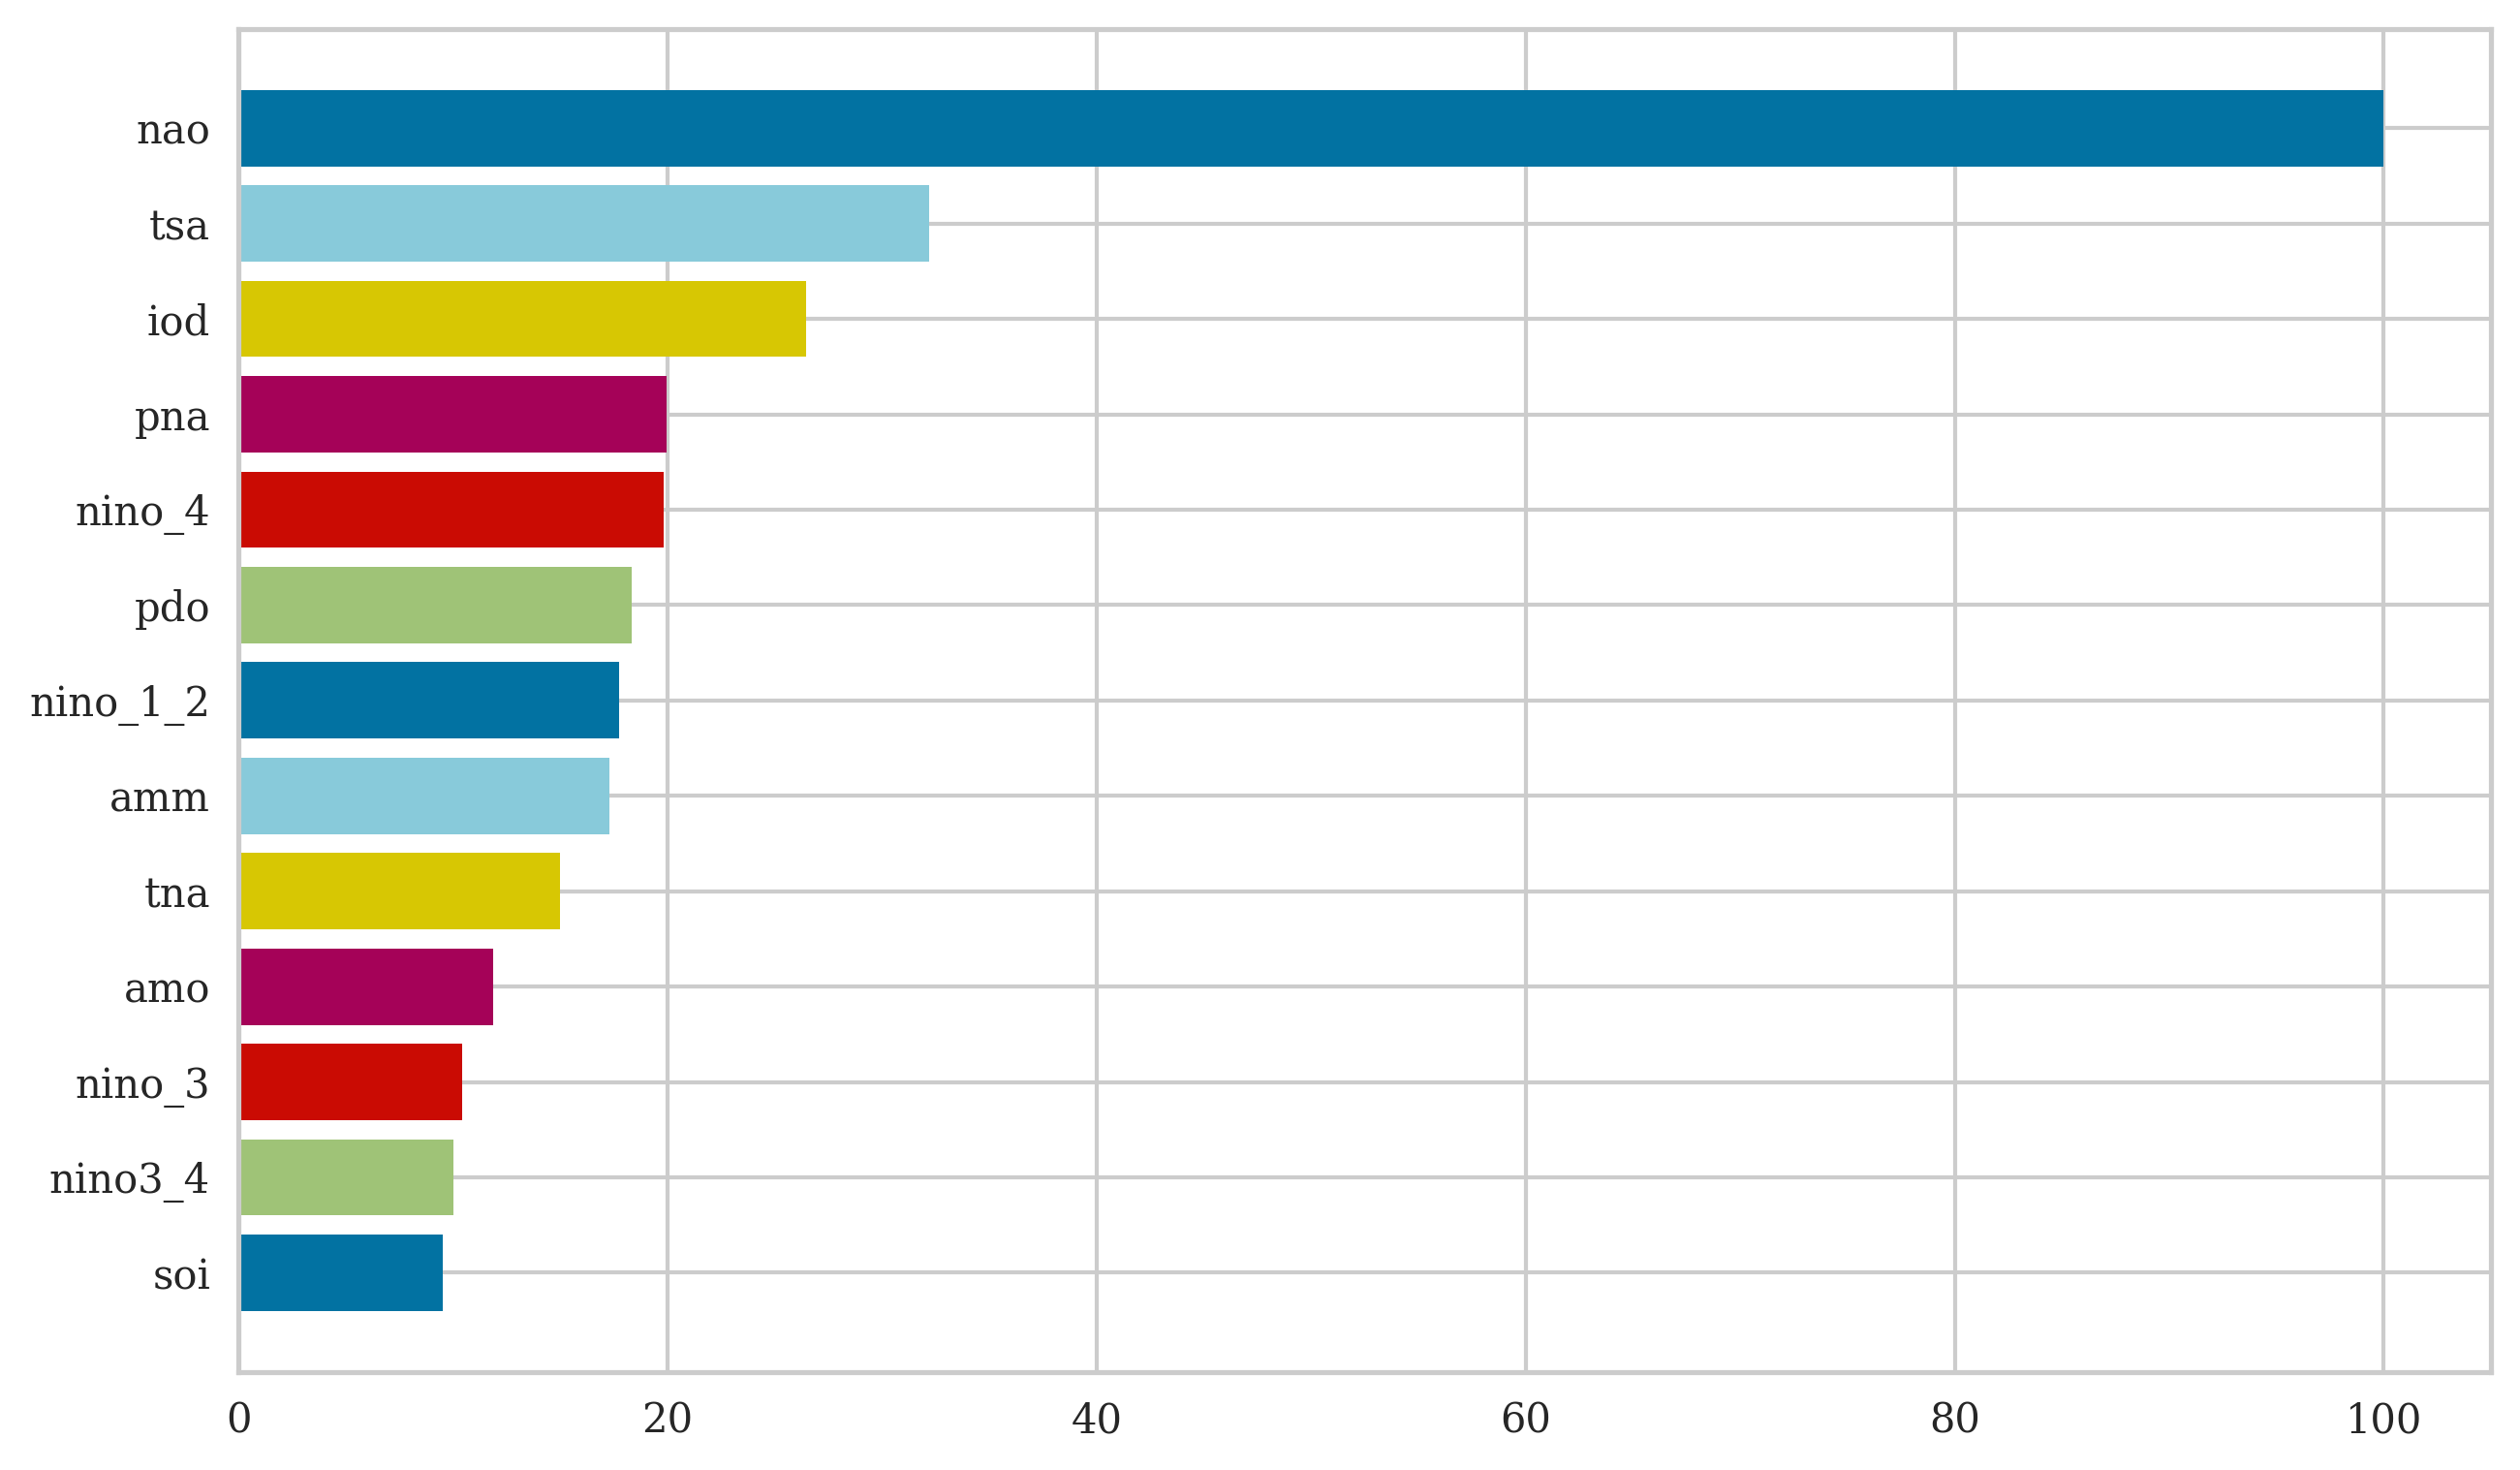 nao
tsa
iod
pna
nino_4
pdo
nino_1_2
amm
tna
amo
nino_3
nino3_4
soi
0 20 40 60 80 100